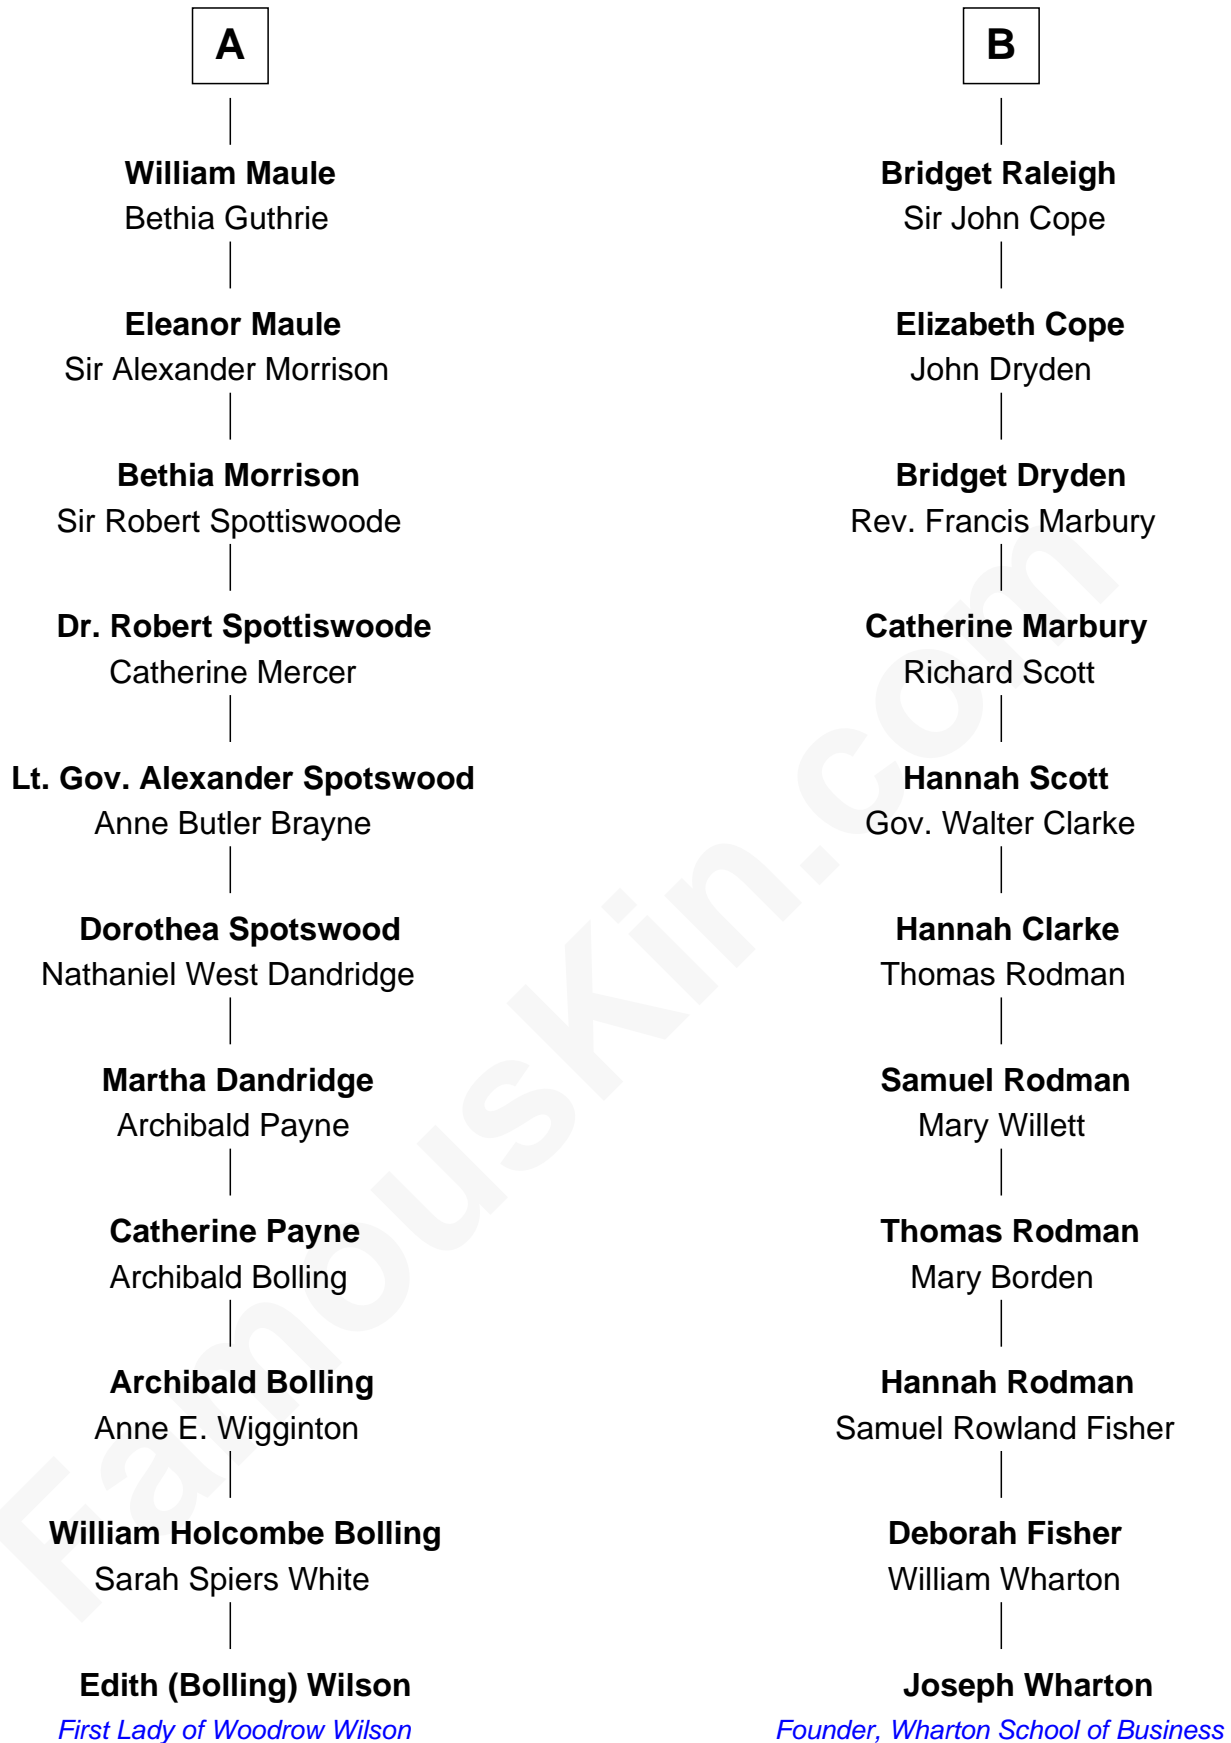 A
William Maule
Bethia Guthrie
Eleanor Maule
Sir Alexander Morrison
Bethia Morrison
Sir Robert Spottiswoode
Dr. Robert Spottiswoode
Catherine Mercer
Lt. Gov. Alexander Spotswood
Anne Butler Brayne
Dorothea Spotswood
Nathaniel West Dandridge
Martha Dandridge
Archibald Payne
Catherine Payne
Archibald Bolling
Archibald Bolling
Anne E. Wigginton
William Holcombe Bolling
Sarah Spiers White
Edith (Bolling) Wilson
First Lady of Woodrow Wilson
B
Bridget Raleigh
Sir John Cope
Elizabeth Cope
John Dryden
Bridget Dryden
Rev. Francis Marbury
Catherine Marbury
Richard Scott
Hannah Scott
Gov. Walter Clarke
Hannah Clarke
Thomas Rodman
Samuel Rodman
Mary Willett
Thomas Rodman
Mary Borden
Hannah Rodman
Samuel Rowland Fisher
Deborah Fisher
William Wharton
Joseph Wharton
Founder, Wharton School of Business
FamousKin.com